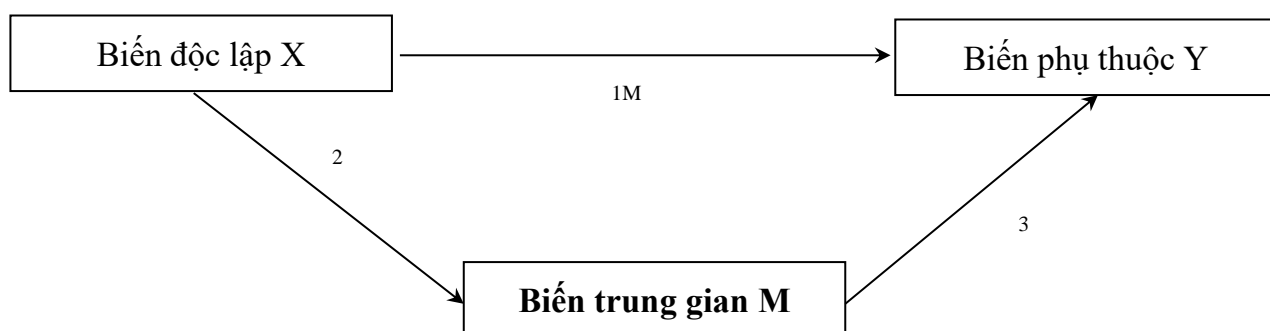 Biến độc lập X
Biến phụ thuộc Y
1M
2
3
Biến trung gian M